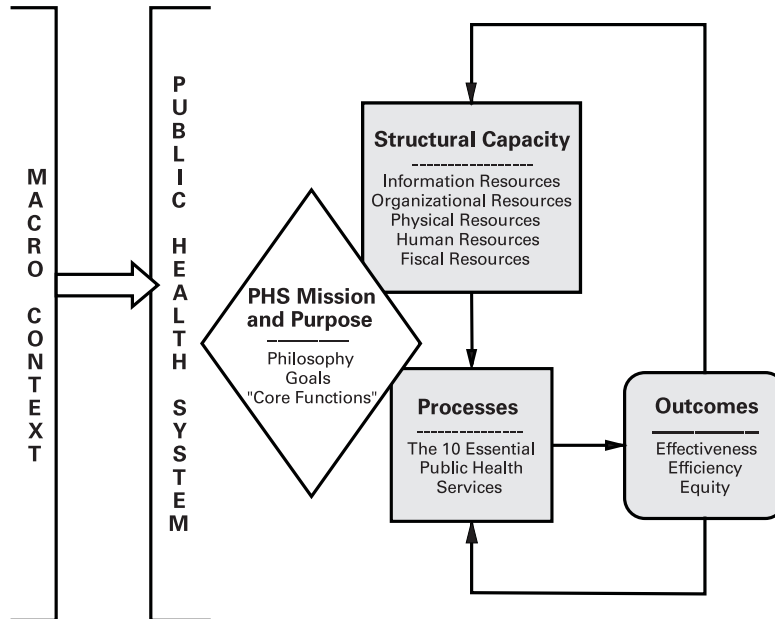 MACRO CONTEXT
PUBLIC HEALTH SYSTEM
Structural Capacity
Information Resources
Organizational Resources
Physical Resources
Human Resources
Fiscal Resources
PHS Mission
and Purpose
Philosophy
Goals
"Core Functions"
Processes
The 10 Essential
Public Health
Services
Outcomes
Effectiveness
Efficiency
Equity